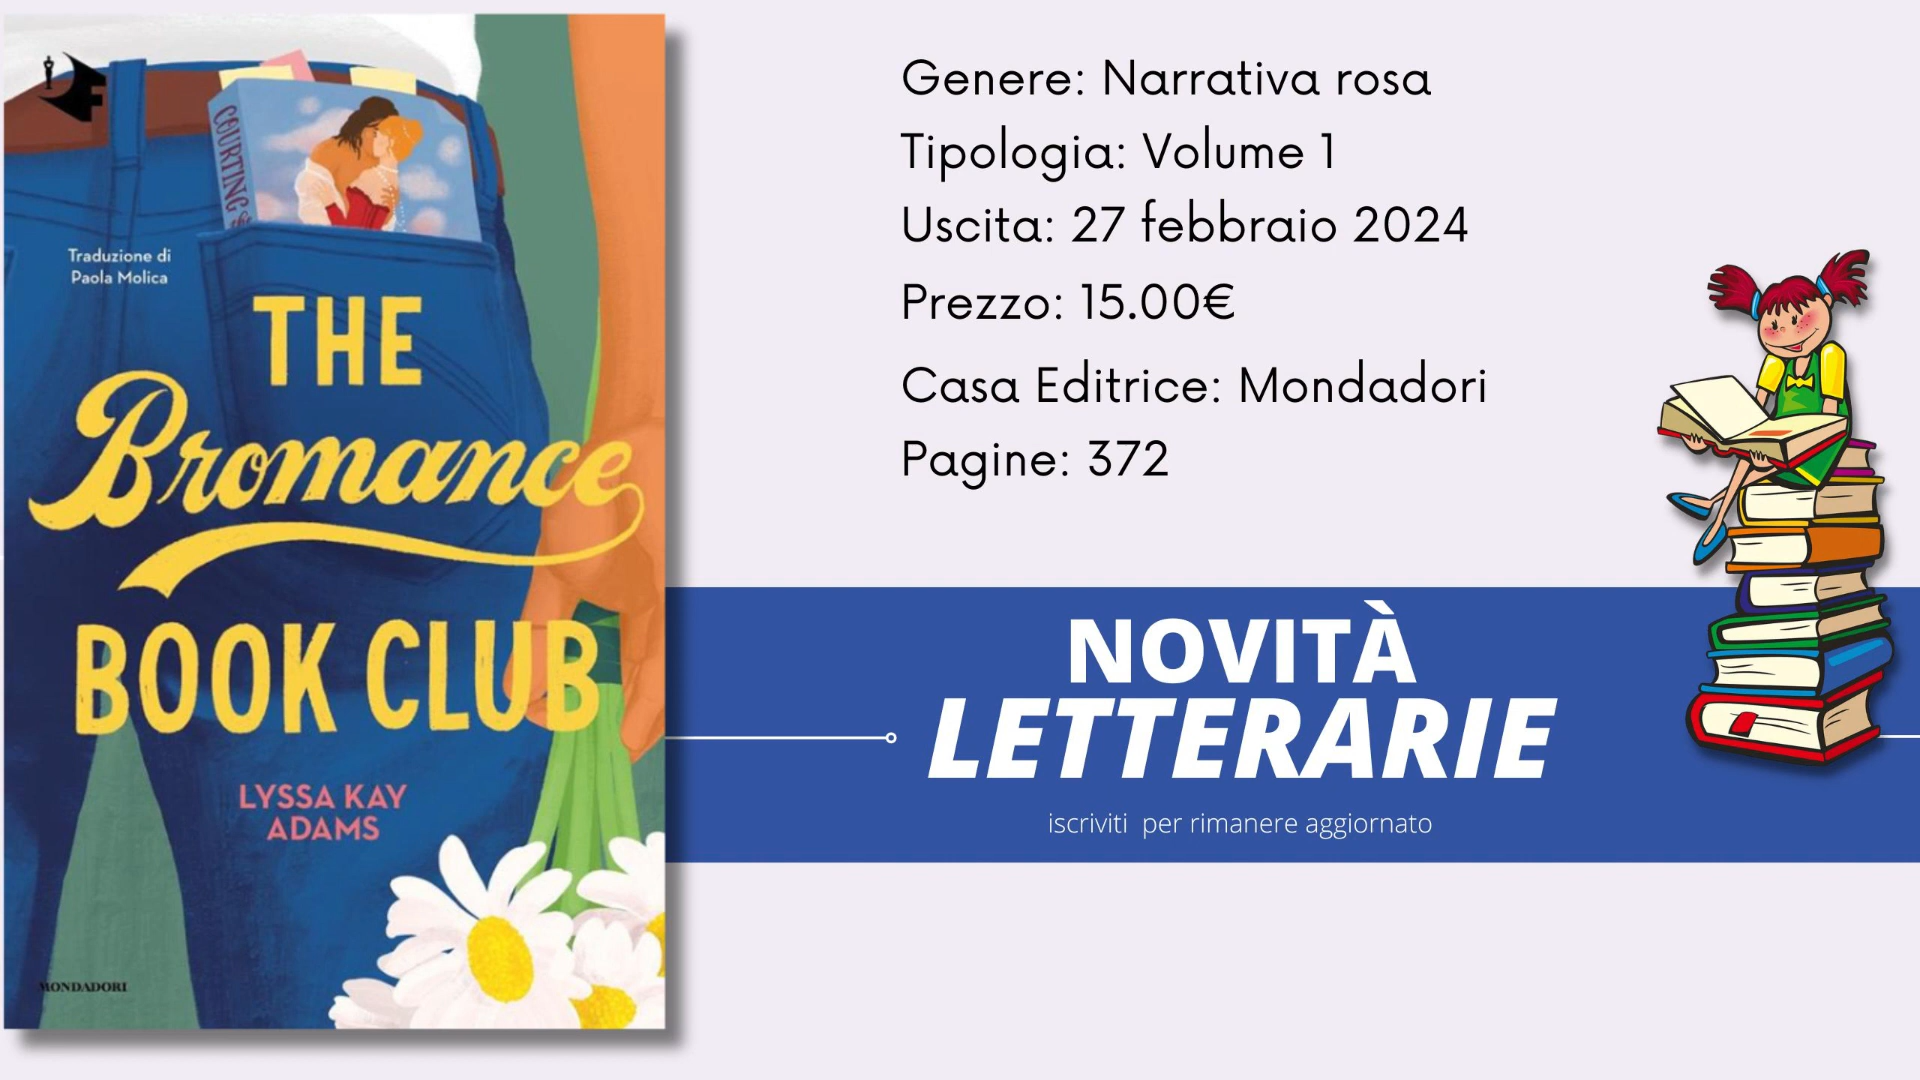 COURTING
Traduzione di
Paola Molica
THE
Bromance
BOOK CLUB
LYSSA KAY
ADAMS
MONDADORI
Genere: Narrativa rosa
Tipologia: Volume 1
Uscita: 27 febbraio 2024
Prezzo: 15.00€
Casa Editrice: Mondadori
Pagine: 372
NOVITÀ
LETTERARIE
iscriviti  per rimanere aggiornato